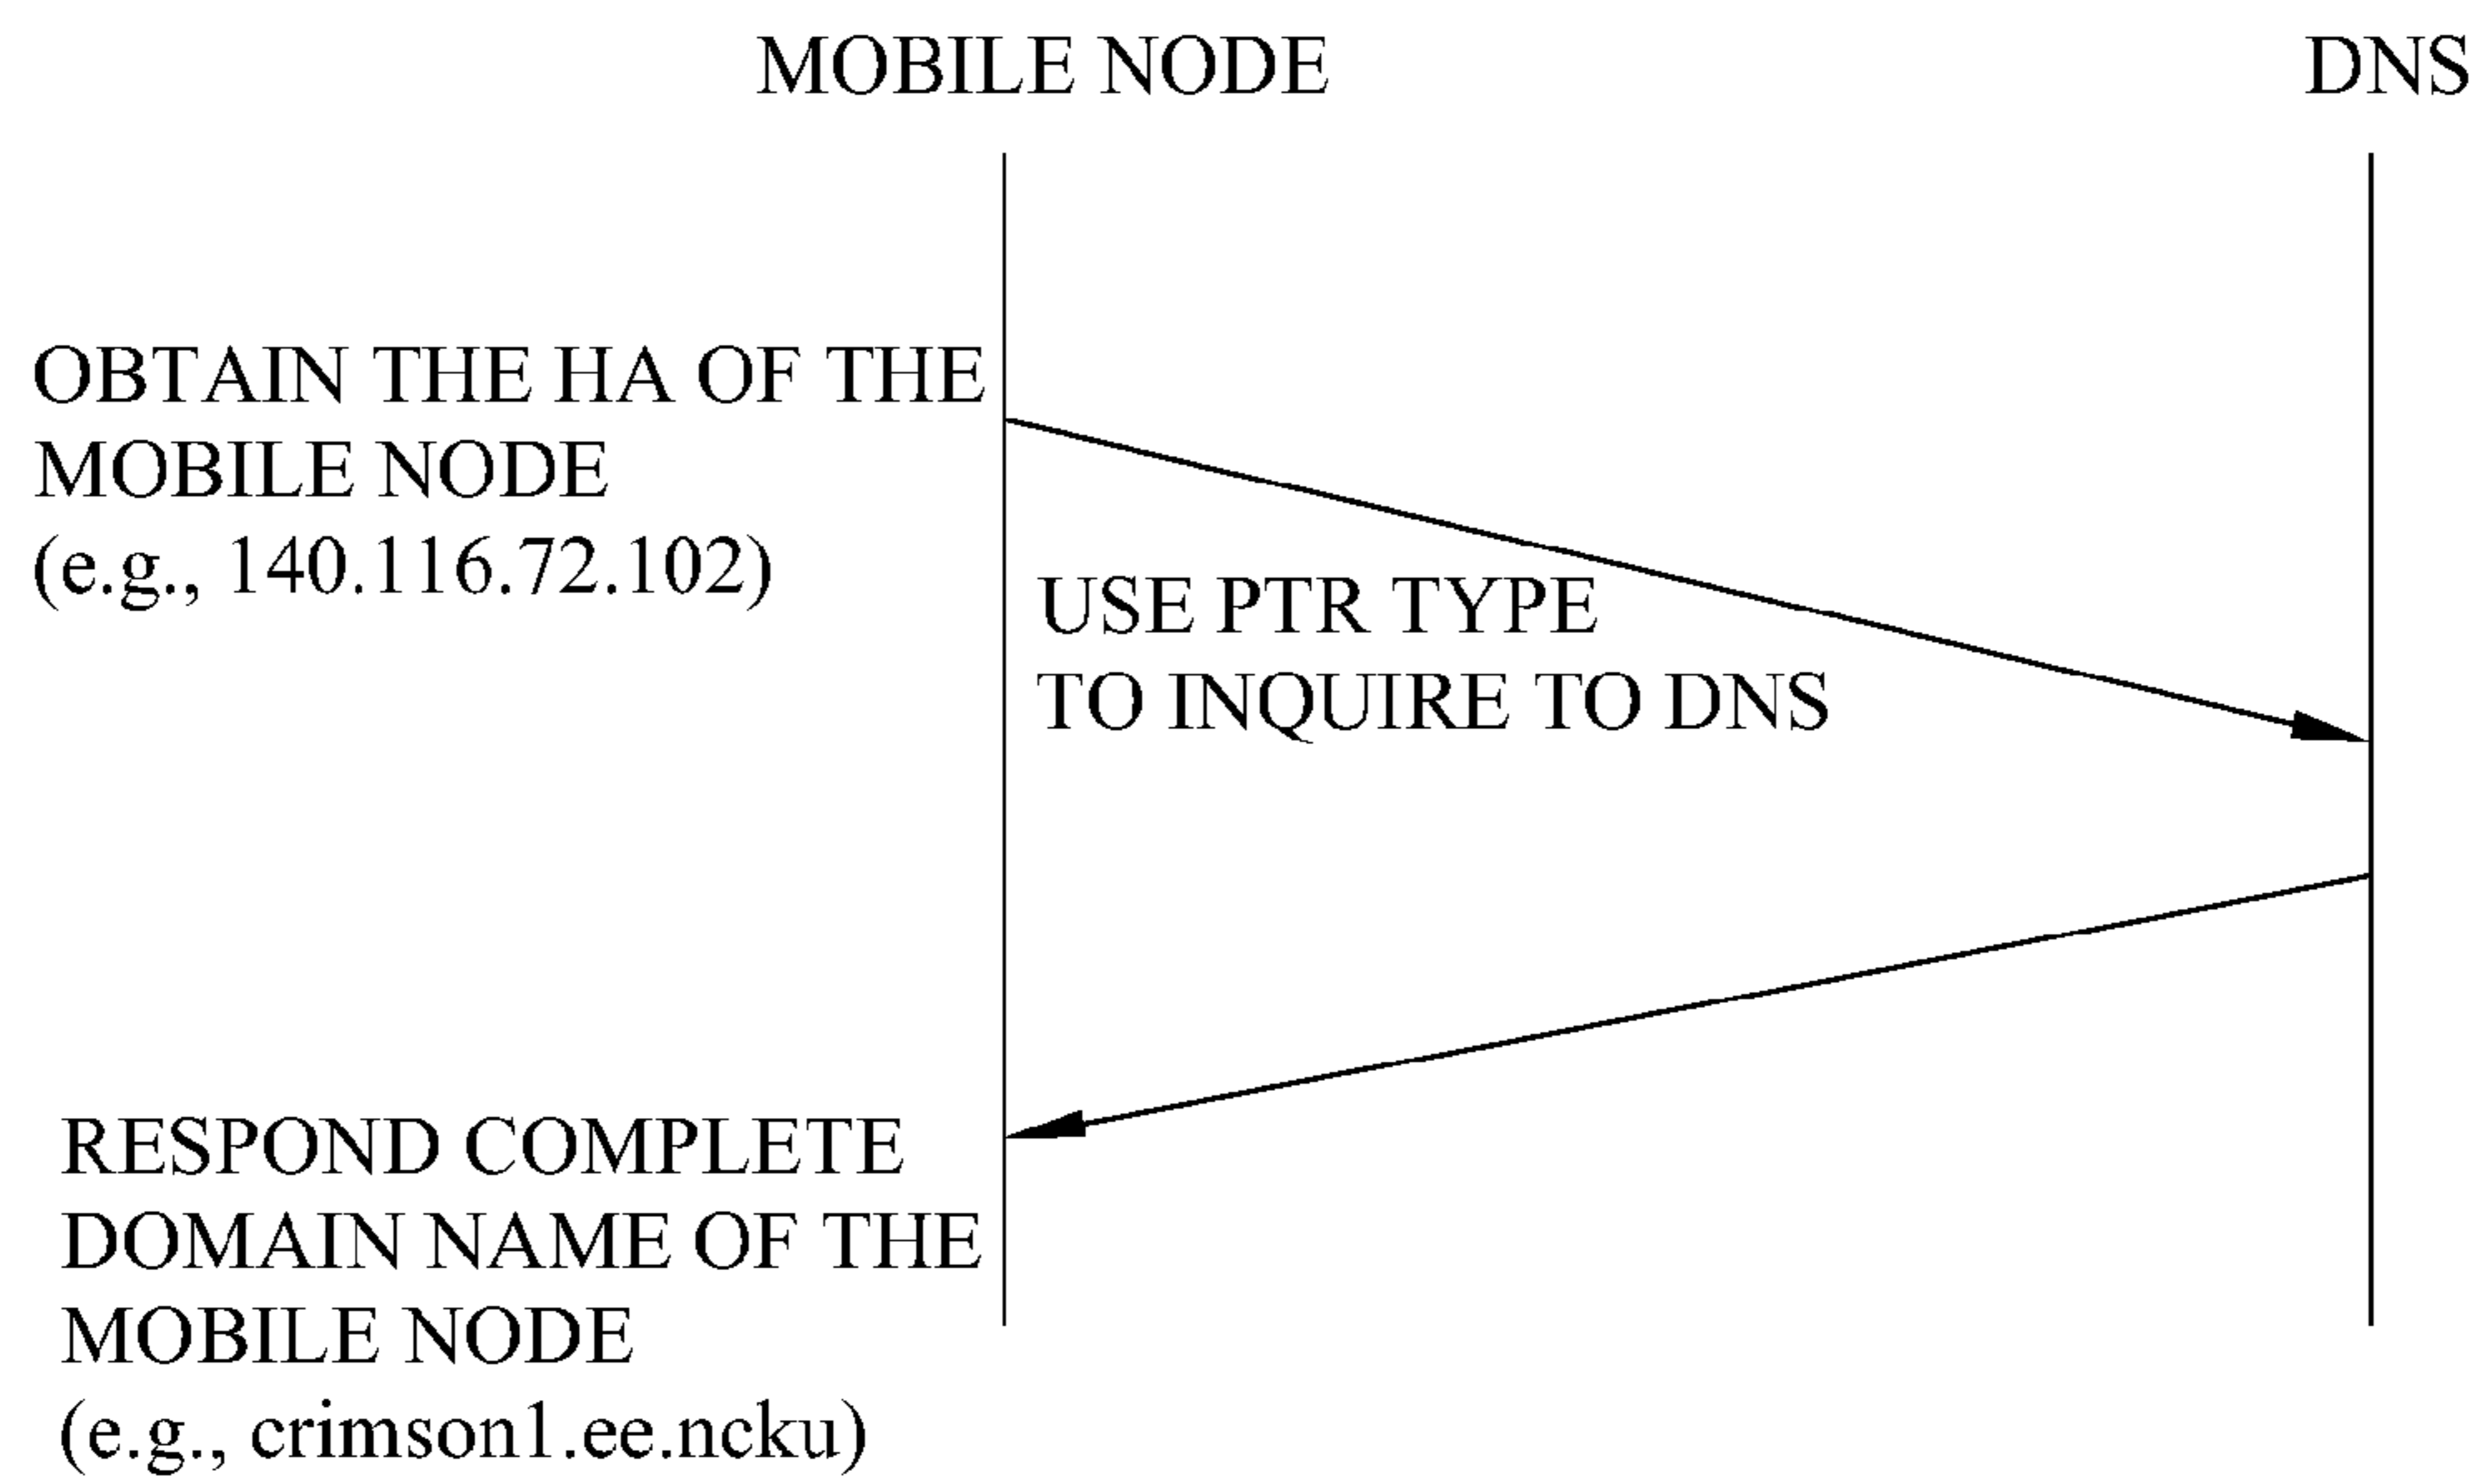 MOBILE NODE
DNS
OBTAIN THE HA OF THE
MOBILE NODE
(e.g., 140.116.72.102)
USE PTR TYPE
TO INQUIRE TO DNS
RESPOND COMPLETE
DOMAIN NAME OF THE
MOBILE NODE
(e.g., crimson1.ee.ncku)